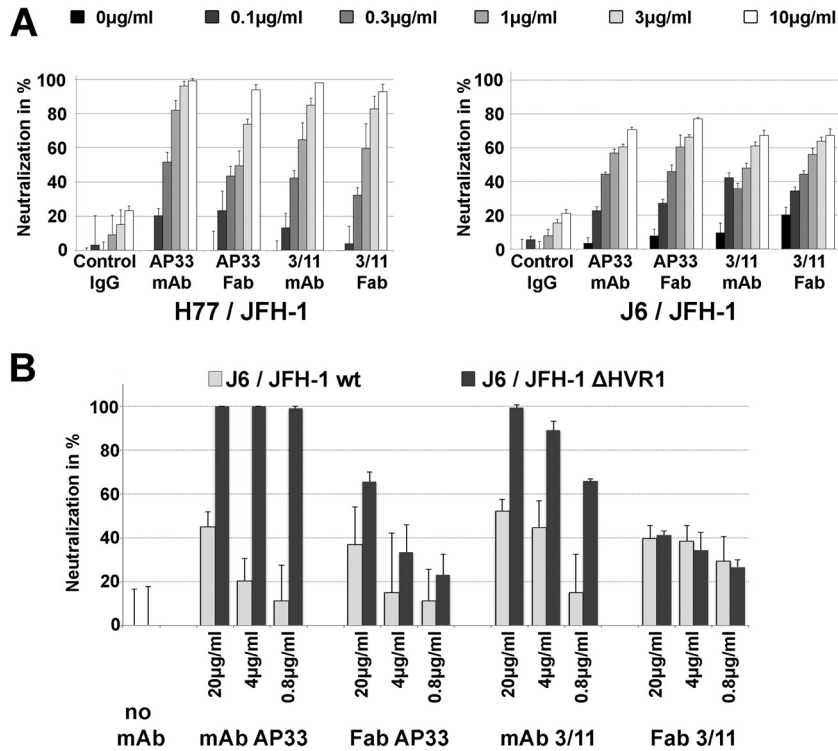 A
0µg/ml 0.1µg/ml 0.3µg/ml 1µg/ml 3µg/ml 10µg/ml
Neutralization in %
100
80
60
40
20
0
Control IgG
AP33 mAb
AP33 Fab
3/11 mAb
3/11 Fab
H77 / JFH-1
Neutralization in %
100
80
60
40
20
0
Control IgG
AP33 mAb
AP33 Fab
3/11 mAb
3/11 Fab
J6 / JFH-1
B
J6 / JFH-1 wt J6 / JFH-1 ΔHVR1
Neutralization in %
100
80
60
40
20
0
20µg/ml 4µg/ml 0.8µg/ml 20µg/ml 4µg/ml 0.8µg/ml 20µg/ml 4µg/ml 0.8µg/ml 20µg/ml 4µg/ml 0.8µg/ml
no mAb
mAb AP33
Fab AP33
mAb 3/11
Fab 3/11